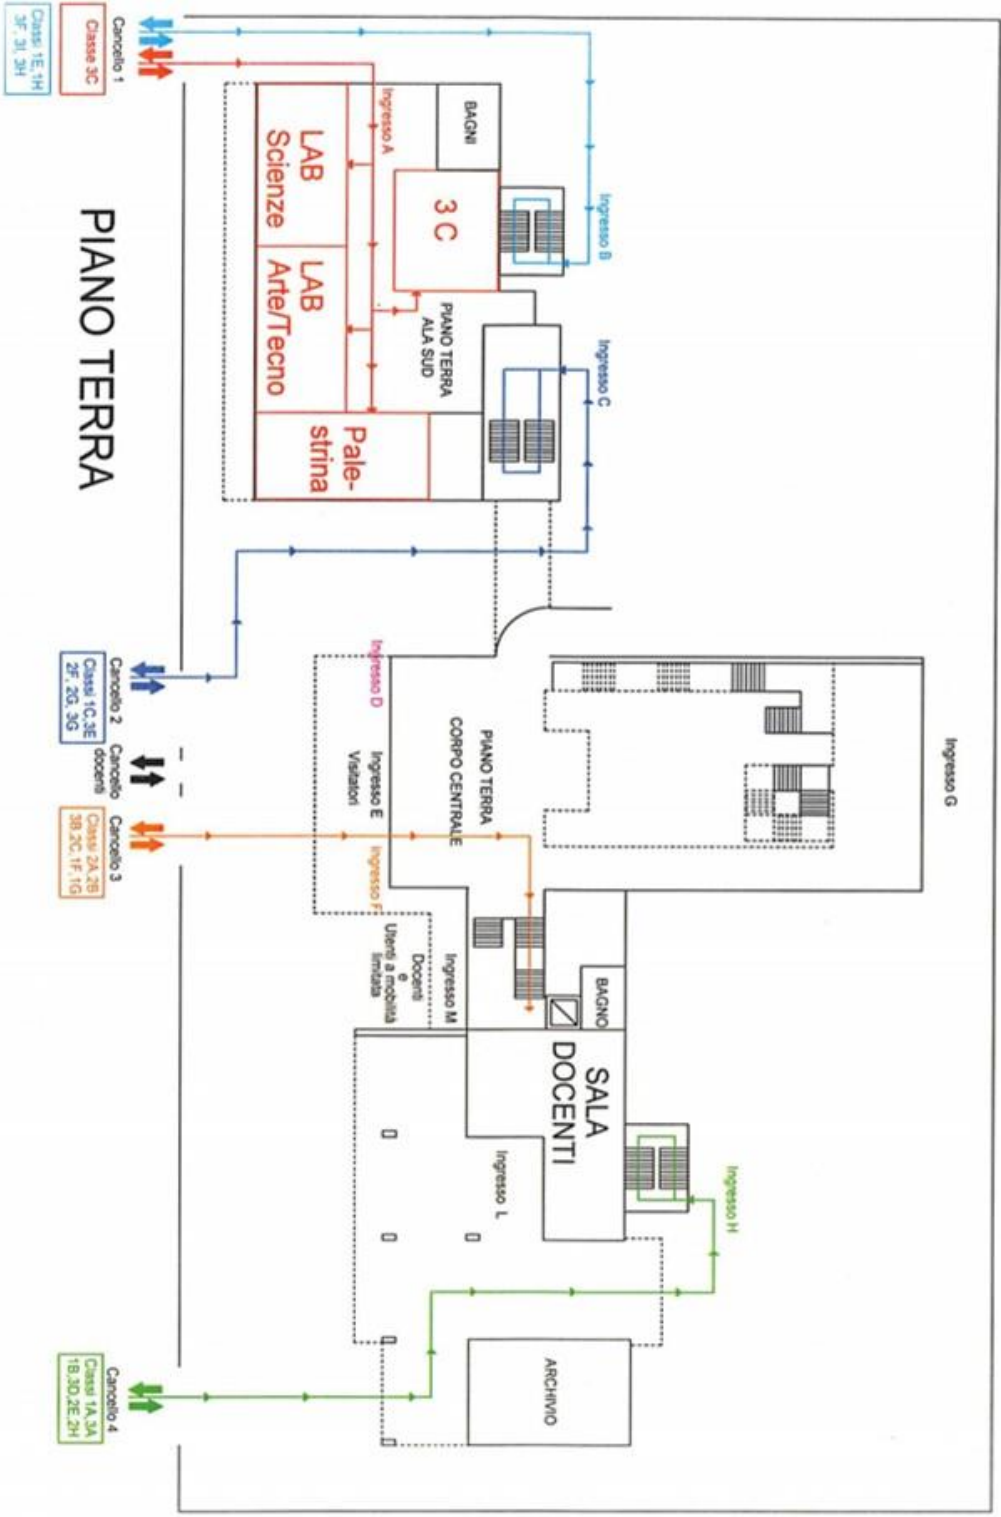 Ingresso G
Ingresso B
Ingresso C
Ingresso H
BAGNI
3 C
PIANO TERRA
ALA SUD
Ingresso A
LAB
Scienze
LAB
Arte/Tecno
Pale-
strina
PIANO TERRA
CORPO CENTRALE
Ingresso D
Ingresso E
Visitatori
Ingresso F
Ingresso M
Docenti
e
Utenti a mobilità
limitata
BAGNO
SALA
DOCENTI
Ingresso L
ARCHIVIO
Cancello 1
Classe 3C
Classi 1E,1H
3F, 3I, 3H
PIANO TERRA
Cancello 2
Classi 1C,3E
2F, 2G, 3G
Cancello
docenti
Cancello 3
Classi 2A,2B
3B,2C,1F,1G
Cancello 4
Classi 1A,3A
1B,3D,2E,2H